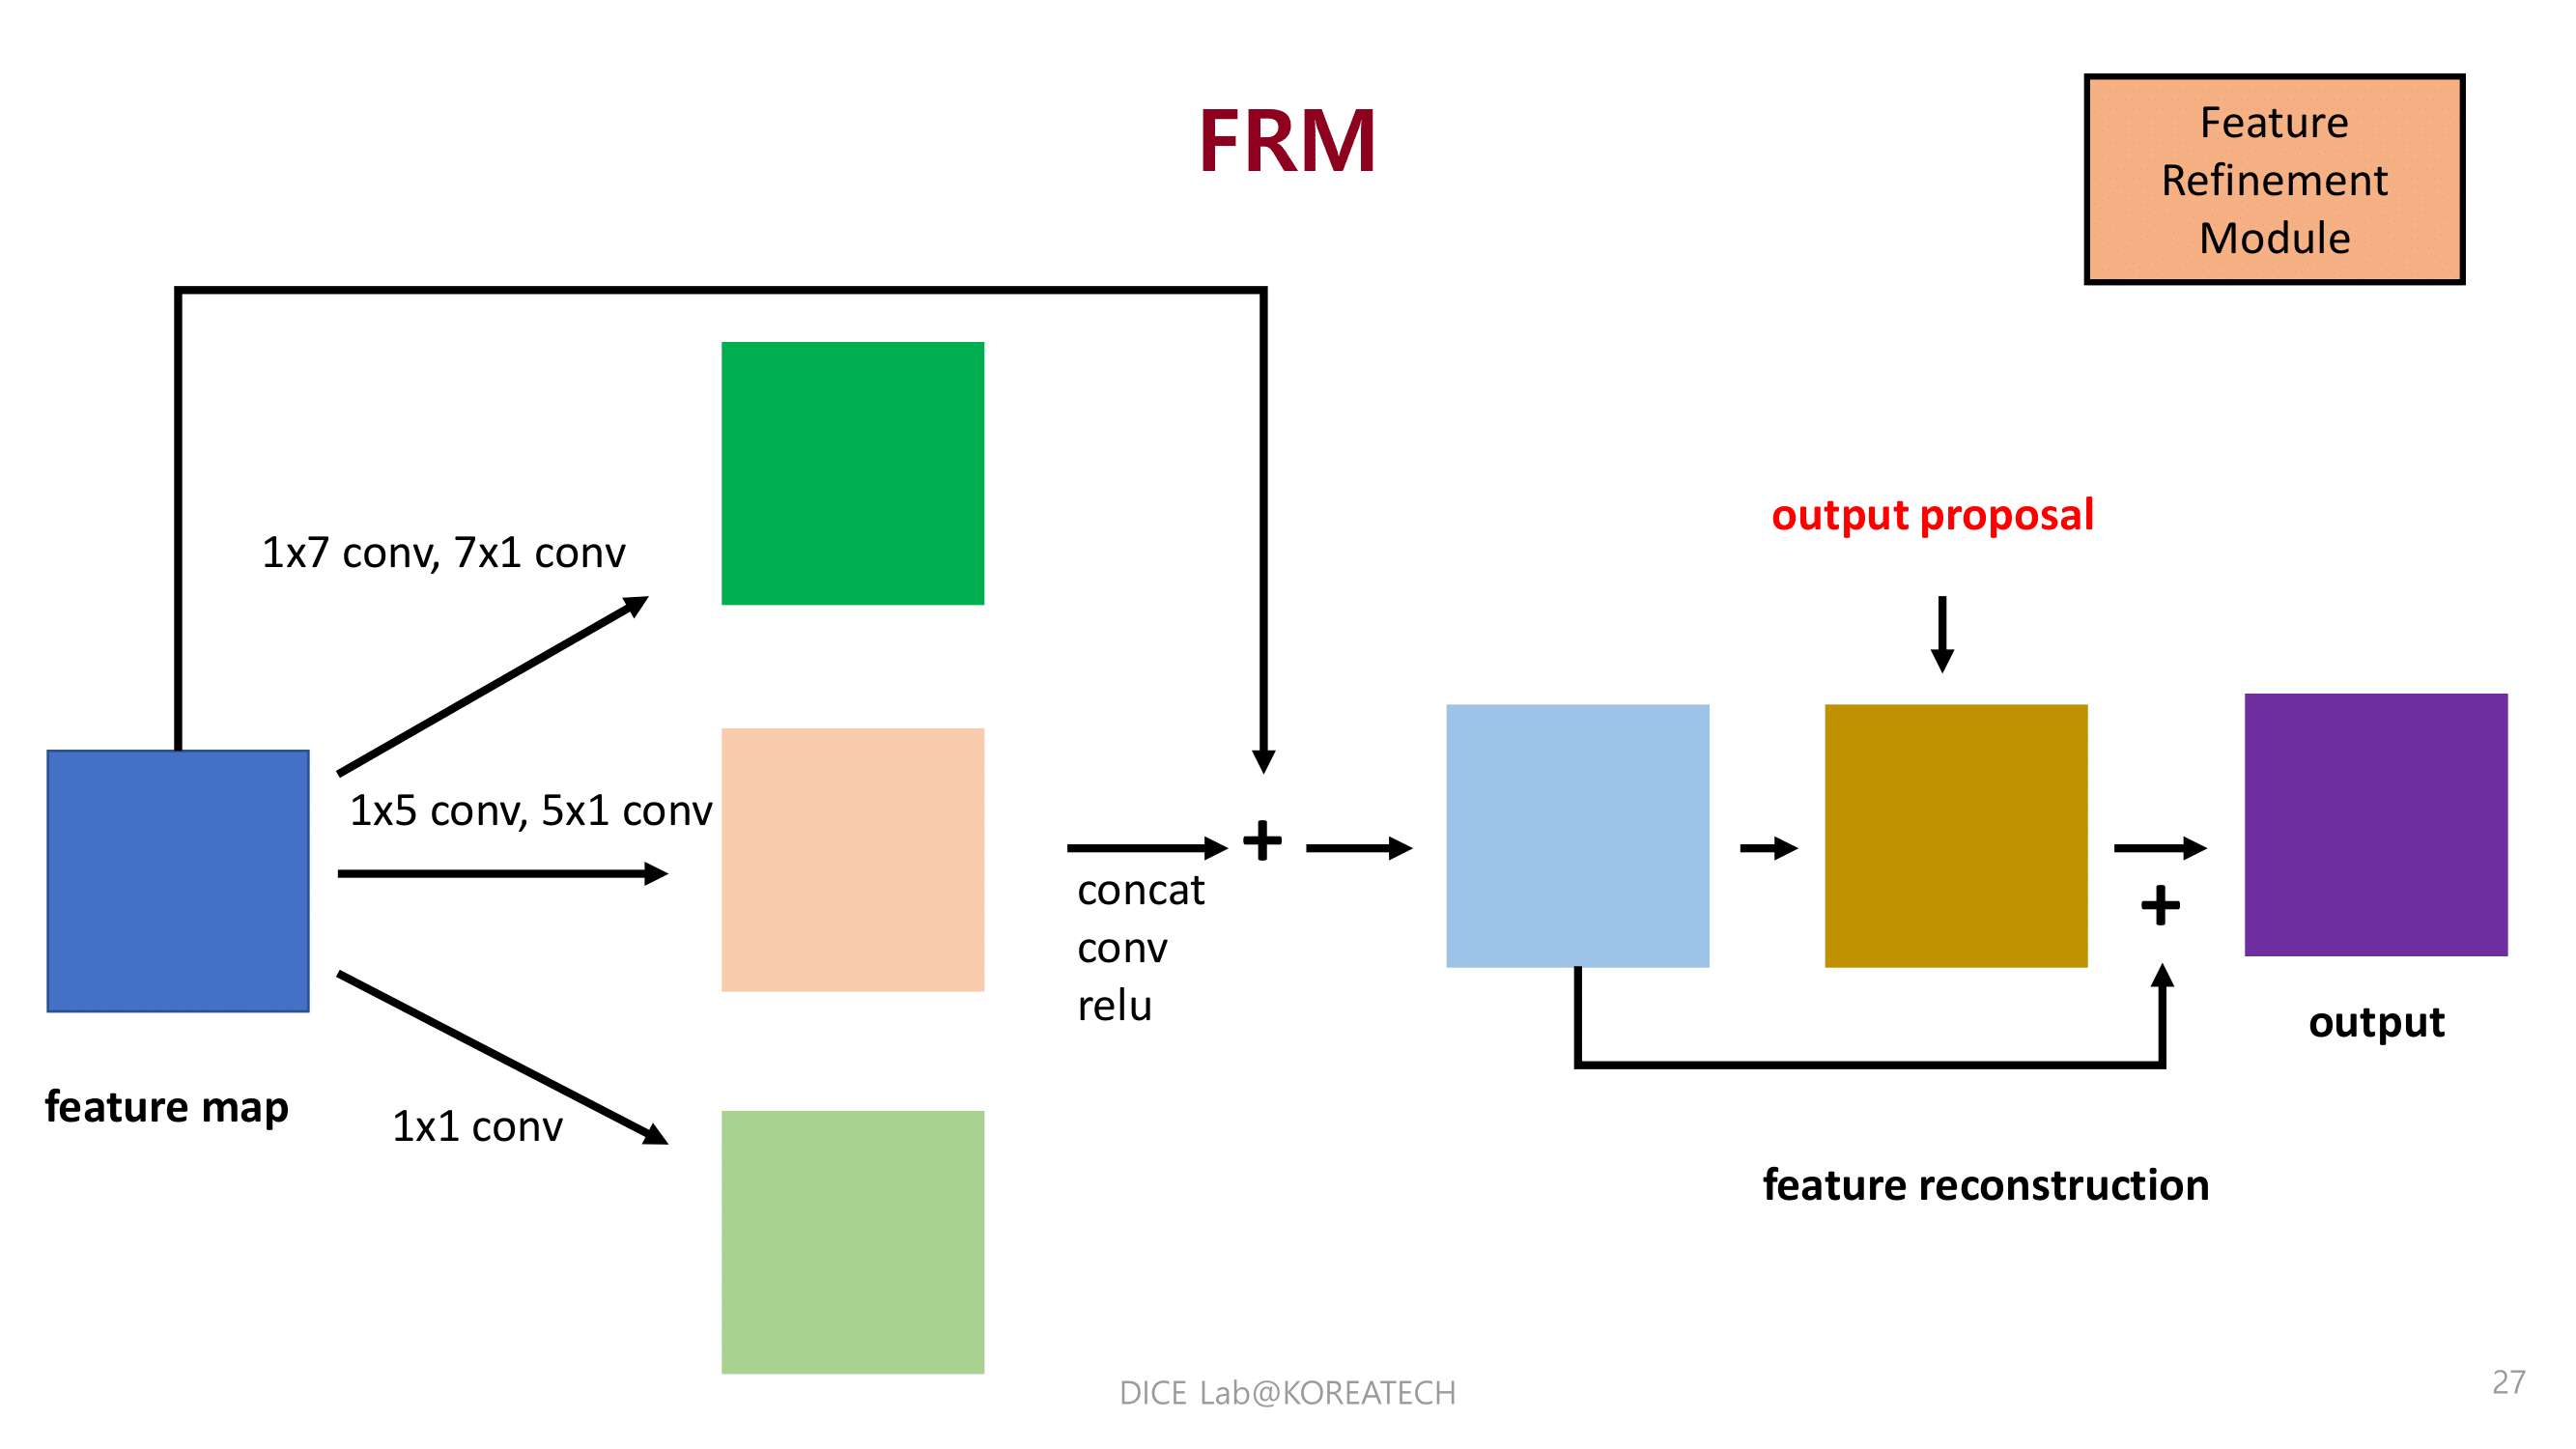 FRM
Feature
Refinement
Module
1x7 conv, 7x1 conv
output proposal
1x5 conv, 5x1 conv
+
concat
conv
relu
+
output
feature map
1x1 conv
feature reconstruction
DICE Lab@KOREATECH
27